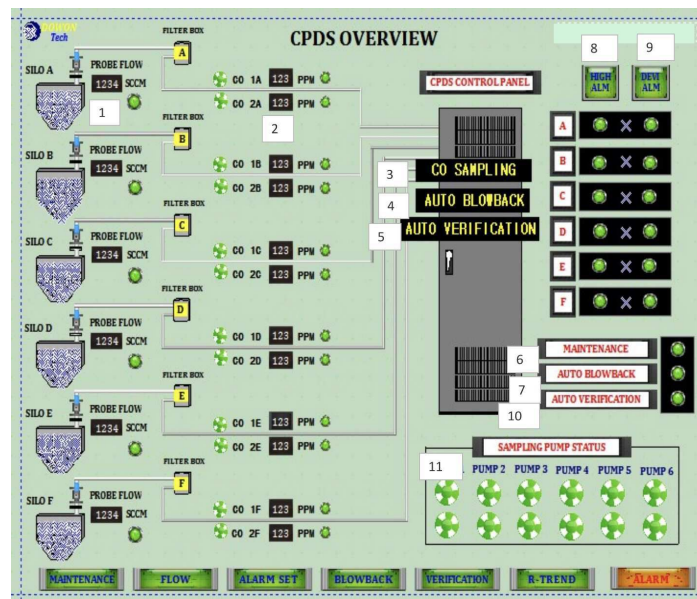 DOWON
Tech
CPDS OVERVIEW
8
9
HIGH
ALM
DEVI
ALM
CPDS CONTROL PANEL
FILTER BOX
A
SILO A
PROBE FLOW
1234 SCCM
1
CO 1A 123 PPM
CO 2A 123 PPM
2
FILTER BOX
B
SILO B
PROBE FLOW
1234 SCCM
CO 1B 123 PPM
CO 2B 123 PPM
FILTER BOX
C
SILO C
PROBE FLOW
1234 SCCM
CO 1C 123 PPM
CO 2C 123 PPM
FILTER BOX
D
SILO D
PROBE FLOW
1234 SCCM
CO 1D 123 PPM
CO 2D 123 PPM
FILTER BOX
E
SILO E
PROBE FLOW
1234 SCCM
CO 1E 123 PPM
CO 2E 123 PPM
FILTER BOX
F
SILO F
PROBE FLOW
1234 SCCM
CO 1F 123 PPM
CO 2F 123 PPM
3
CO SAMPLING
4
AUTO BLOWBACK
5
AUTO VERIFICATION
A
B
C
D
E
F
6
MAINTENANCE
7
AUTO BLOWBACK
10
AUTO VERIFICATION
SAMPLING PUMP STATUS
11
PUMP 2 PUMP 3 PUMP 4 PUMP 5 PUMP 6
MAINTENANCE
FLOW
ALARM SET
BLOWBACK
VERIFICATION
R-TREND
ALARM